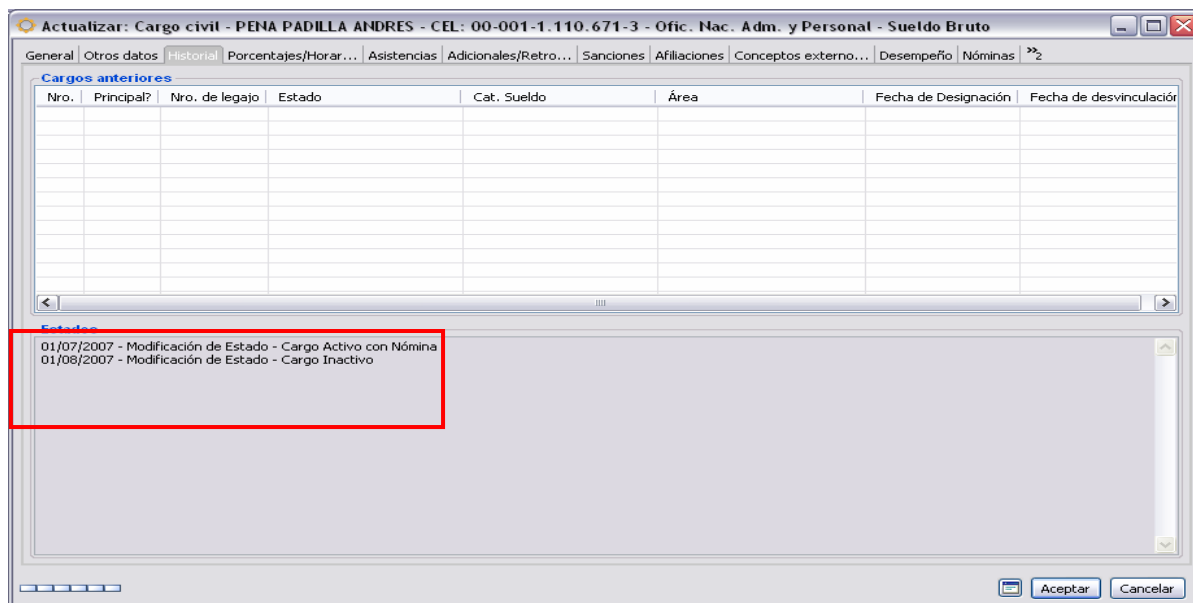 Actualizar: Cargo civil - PENA PADILLA ANDRES - CEL: 00-001-1.110.671-3 - Ofic. Nac. Adm. y Personal - Sueldo Bruto
General Otros datos Historial Porcentajes/Horar... Asistencias Adicionales/Retro... Sanciones Afiliaciones Conceptos externo... Desempeño Nóminas »2
Cargos anteriores
Nro. Principal? Nro. de legajo Estado Cat. Sueldo Área Fecha de Designación Fecha de desvinculación
Estados
01/07/2007 - Modificación de Estado - Cargo Activo con Nómina
01/08/2007 - Modificación de Estado - Cargo Inactivo
Aceptar Cancelar